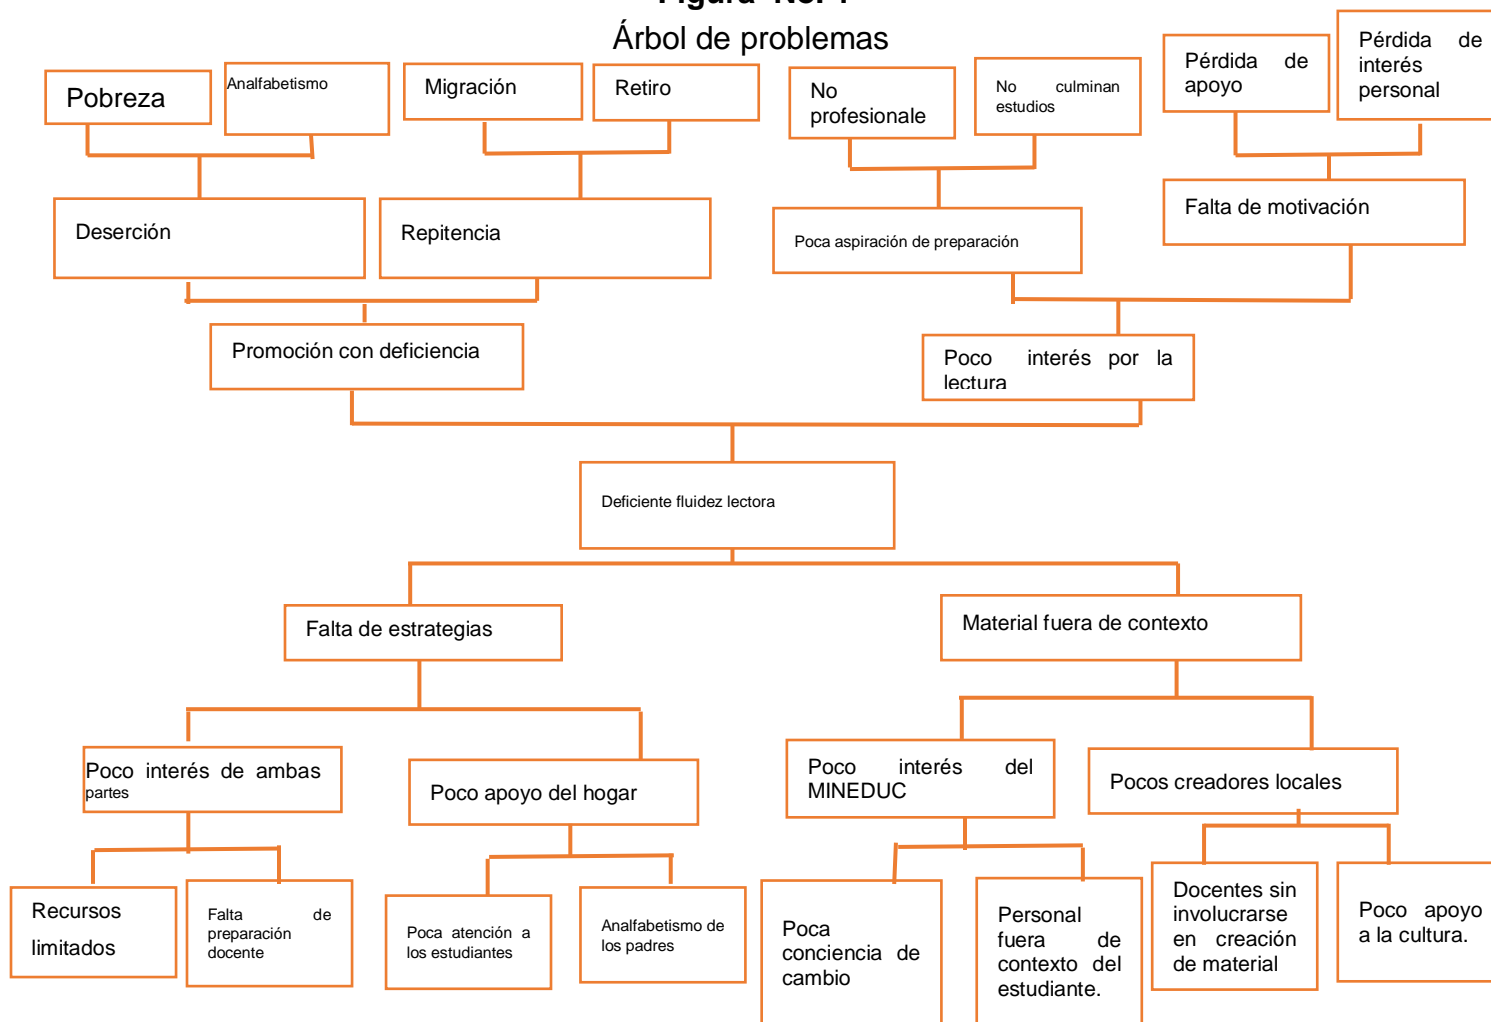 Figura No. 1
Árbol de problemas
Pobreza
Analfabetismo
Migración
Retiro
No
profesionale
No culminan
estudios
Pérdida de
apoyo
Pérdida de
interés
personal
Deserción
Repitencia
Poca aspiración de preparación
Falta de motivación
Promoción con deficiencia
Poco interés por la
lectura
Deficiente fluidez lectora
Falta de estrategias
Material fuera de contexto
Poco interés de ambas
partes
Poco apoyo del hogar
Poco interés del
MINEDUC
Pocos creadores locales
Recursos
limitados
Falta de
preparación
docente
Poca atención a
los estudiantes
Analfabetismo de
los padres
Poca
conciencia de
cambio
Personal
fuera de
contexto del
estudiante.
Docentes sin
involucrarse
en creación
de material
Poco apoyo
a la cultura.